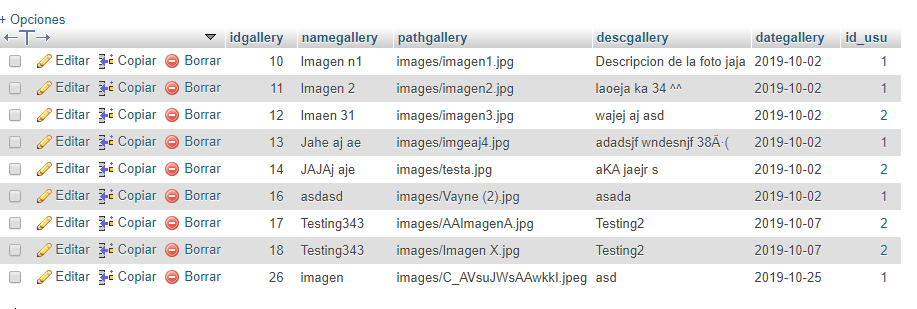 + Opciones
idgallery namegallery pathgallery descgallery dategallery id_usu
Editar Copiar Borrar 10 Imagen n1 images/imagen1.jpg Descripcion de la foto jaja 2019-10-02 1
Editar Copiar Borrar 11 Imagen 2 images/imagen2.jpg laoeja ka 34 ^^ 2019-10-02 1
Editar Copiar Borrar 12 Imaen 31 images/imagen3.jpg wajej aj asd 2019-10-02 2
Editar Copiar Borrar 13 Jahe aj ae images/imgeaj4.jpg adadsjf wndesnjf 38Ä·( 2019-10-02 1
Editar Copiar Borrar 14 JAJAj aje images/testa.jpg aKA jaejr s 2019-10-02 2
Editar Copiar Borrar 16 asdasd images/Vayne (2).jpg asada 2019-10-02 1
Editar Copiar Borrar 17 Testing343 images/AAImagenA.jpg Testing2 2019-10-07 2
Editar Copiar Borrar 18 Testing343 images/Imagen X.jpg Testing2 2019-10-07 2
Editar Copiar Borrar 26 imagen images/C_AVsuJWsAAwkkI.jpeg asd 2019-10-25 1